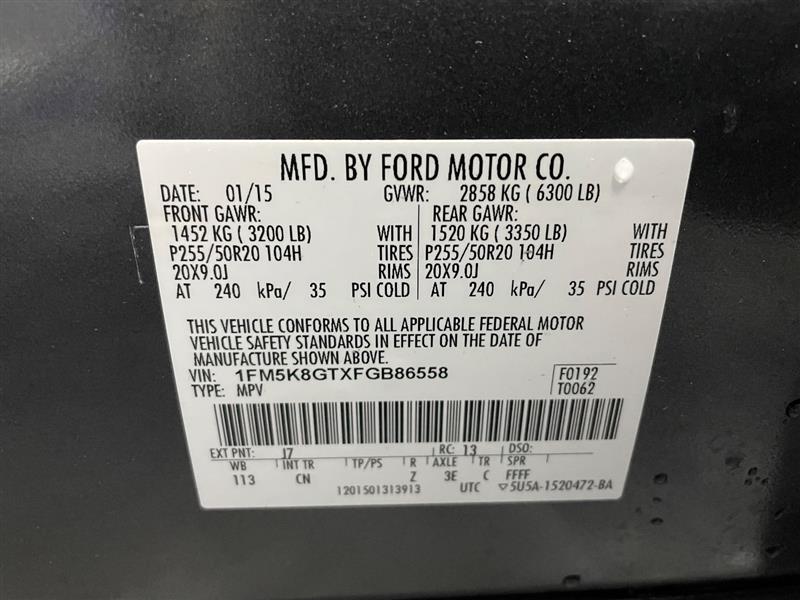 MFD. BY FORD MOTOR CO.
DATE: 01/15 GVWR: 2858 KG ( 6300 LB)
FRONT GAWR: REAR GAWR:
1452 KG ( 3200 LB) WITH 1520 KG ( 3350 LB) WITH
P255/50R20 104H TIRES P255/50R20 104H TIRES
20X9.0J RIMS 20X9.0J RIMS
AT 240 kPa/ 35 PSI COLD AT 240 kPa/ 35 PSI COLD
THIS VEHICLE CONFORMS TO ALL APPLICABLE FEDERAL MOTOR
VEHICLE SAFETY STANDARDS IN EFFECT ON THE DATE OF
MANUFACTURE SHOWN ABOVE.
VIN: 1FM5K8GTXFGB86558 F0192
TYPE: MPV T0062
EXT PNT: J7 RC: 13 DSO:
WB INT TR TP/PS R AXLE TR SPR
113 CN Z 3E C FFFF
1201501313913 UTC ▽5U5A-1520472-BA